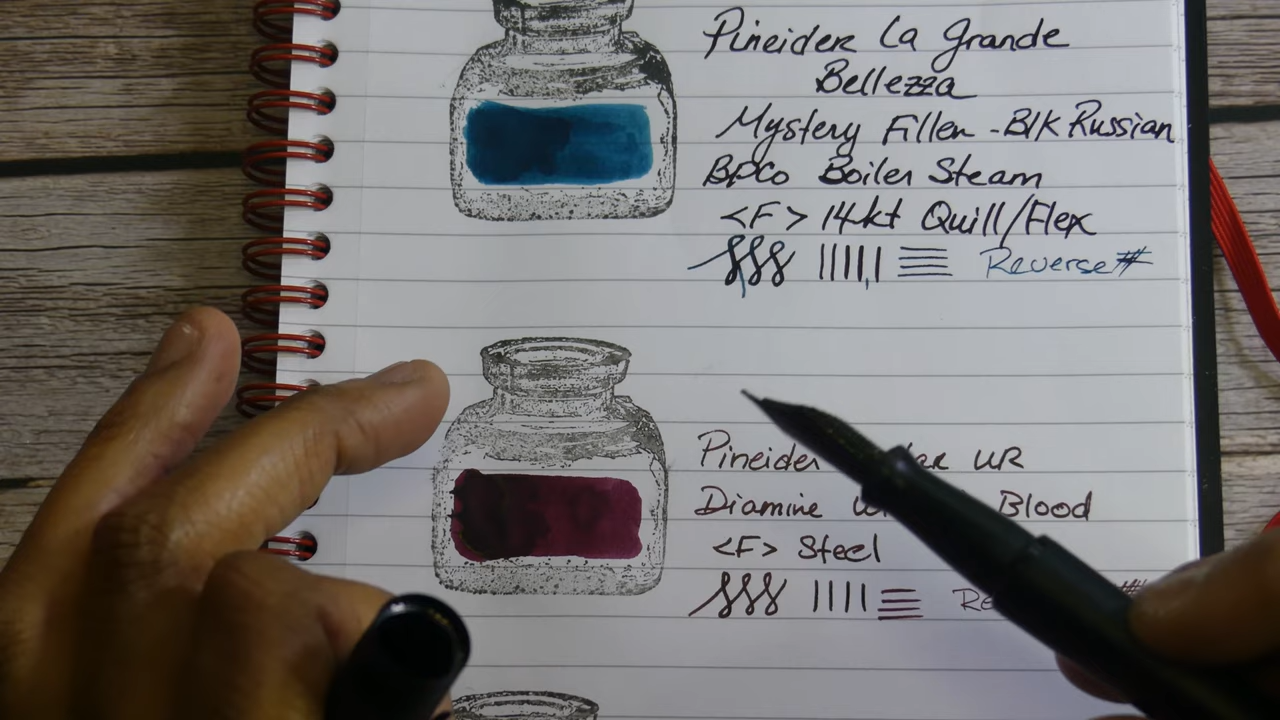 Pineider La Grande
Bellezza
Mystery Filler - Blk Russian
BPCo Boiler Steam
<F> 14kt Quill/Flex
Reverse #
Pineider UR
Diamine Blood
<F> Steel
#